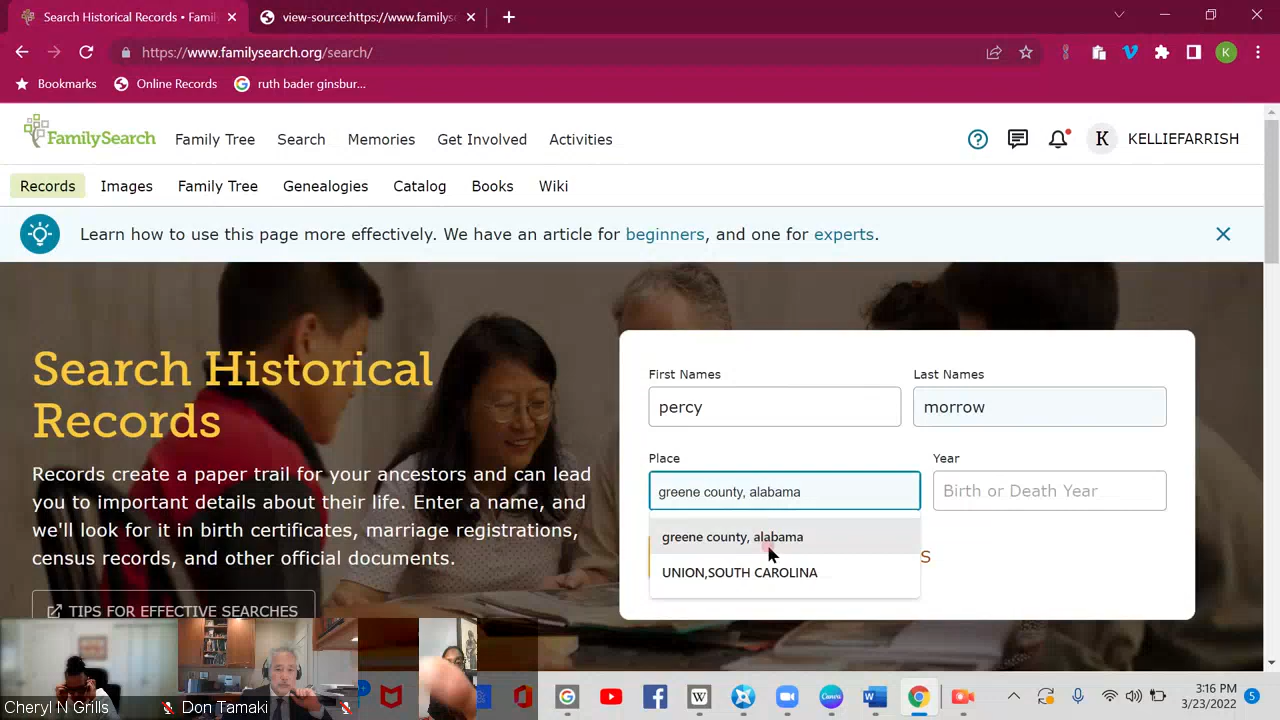 Search Historical Records • Famil
view-source:https://www.familyse
https://www.familysearch.org/search/
K
Bookmarks
Online Records
ruth bader ginsbur...
FamilySearch
Family Tree
Search
Memories
Get Involved
Activities
K
KELLIEFARRISH
Records
Images
Family Tree
Genealogies
Catalog
Books
Wiki
Learn how to use this page more effectively. We have an article for beginners, and one for experts.
Search Historical
Records
Records create a paper trail for your ancestors and can lead
you to important details about their life. Enter a name, and
we'll look for it in birth certificates, marriage registrations,
census records, and other official documents.
TIPS FOR EFFECTIVE SEARCHES
First Names
Last Names
percy
morrow
Place
Year
greene county, alabama
Birth or Death Year
greene county, alabama
S
UNION,SOUTH CAROLINA
Cheryl N Grills
Don Tamaki
3:16 PM
3/23/2022
5